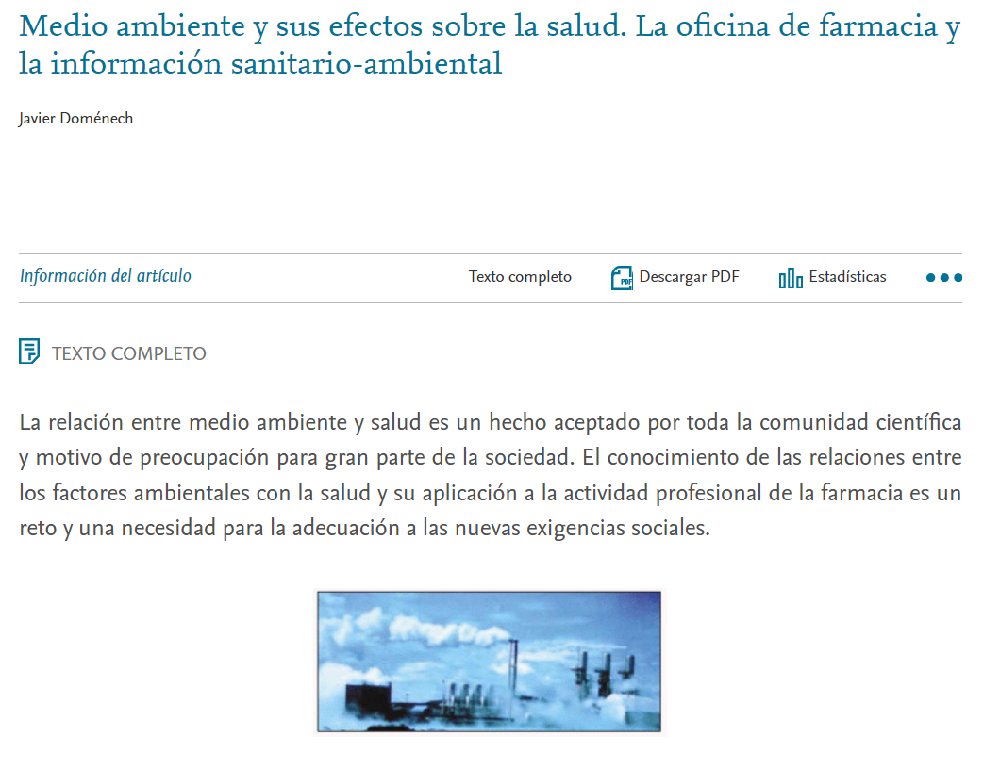 Medio ambiente y sus efectos sobre la salud. La oficina de farmacia y
la información sanitario-ambiental
Javier Doménech
Información del artículo
Texto completo
PDF
Descargar PDF
Estadísticas
TEXTO COMPLETO
La relación entre medio ambiente y salud es un hecho aceptado por toda la comunidad científica
y motivo de preocupación para gran parte de la sociedad. El conocimiento de las relaciones entre
los factores ambientales con la salud y su aplicación a la actividad profesional de la farmacia es un
reto y una necesidad para la adecuación a las nuevas exigencias sociales.